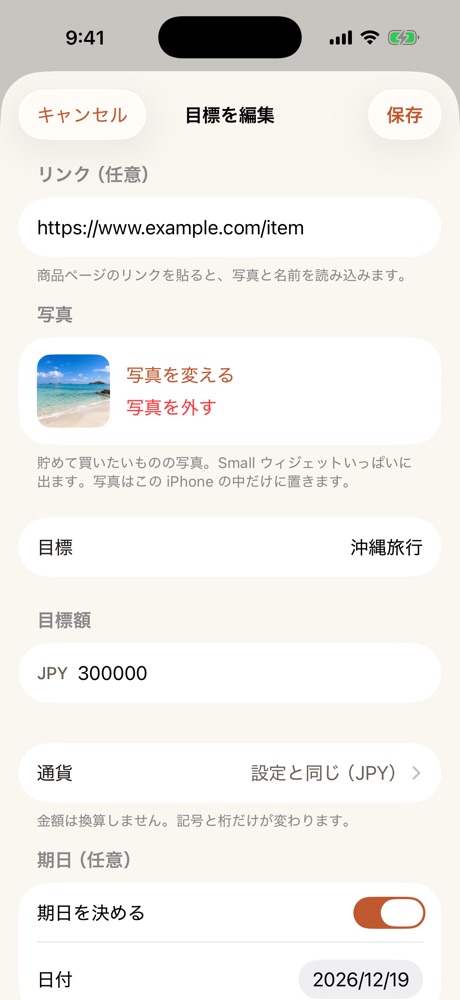 9:41
キャンセル
目標を編集
保存
リンク（任意）
https://www.example.com/item
商品ページのリンクを貼ると、写真と名前を読み込みます。
写真
写真を変える
写真を外す
貯めて買いたいものの写真。Small ウィジェットいっぱいに
出ます。写真はこの iPhone の中だけに置きます。
目標
沖縄旅行
目標額
JPY 300000
通貨
設定と同じ（JPY）
金額は換算しません。記号と桁だけが変わります。
期日（任意）
期日を決める
日付
2026/12/19